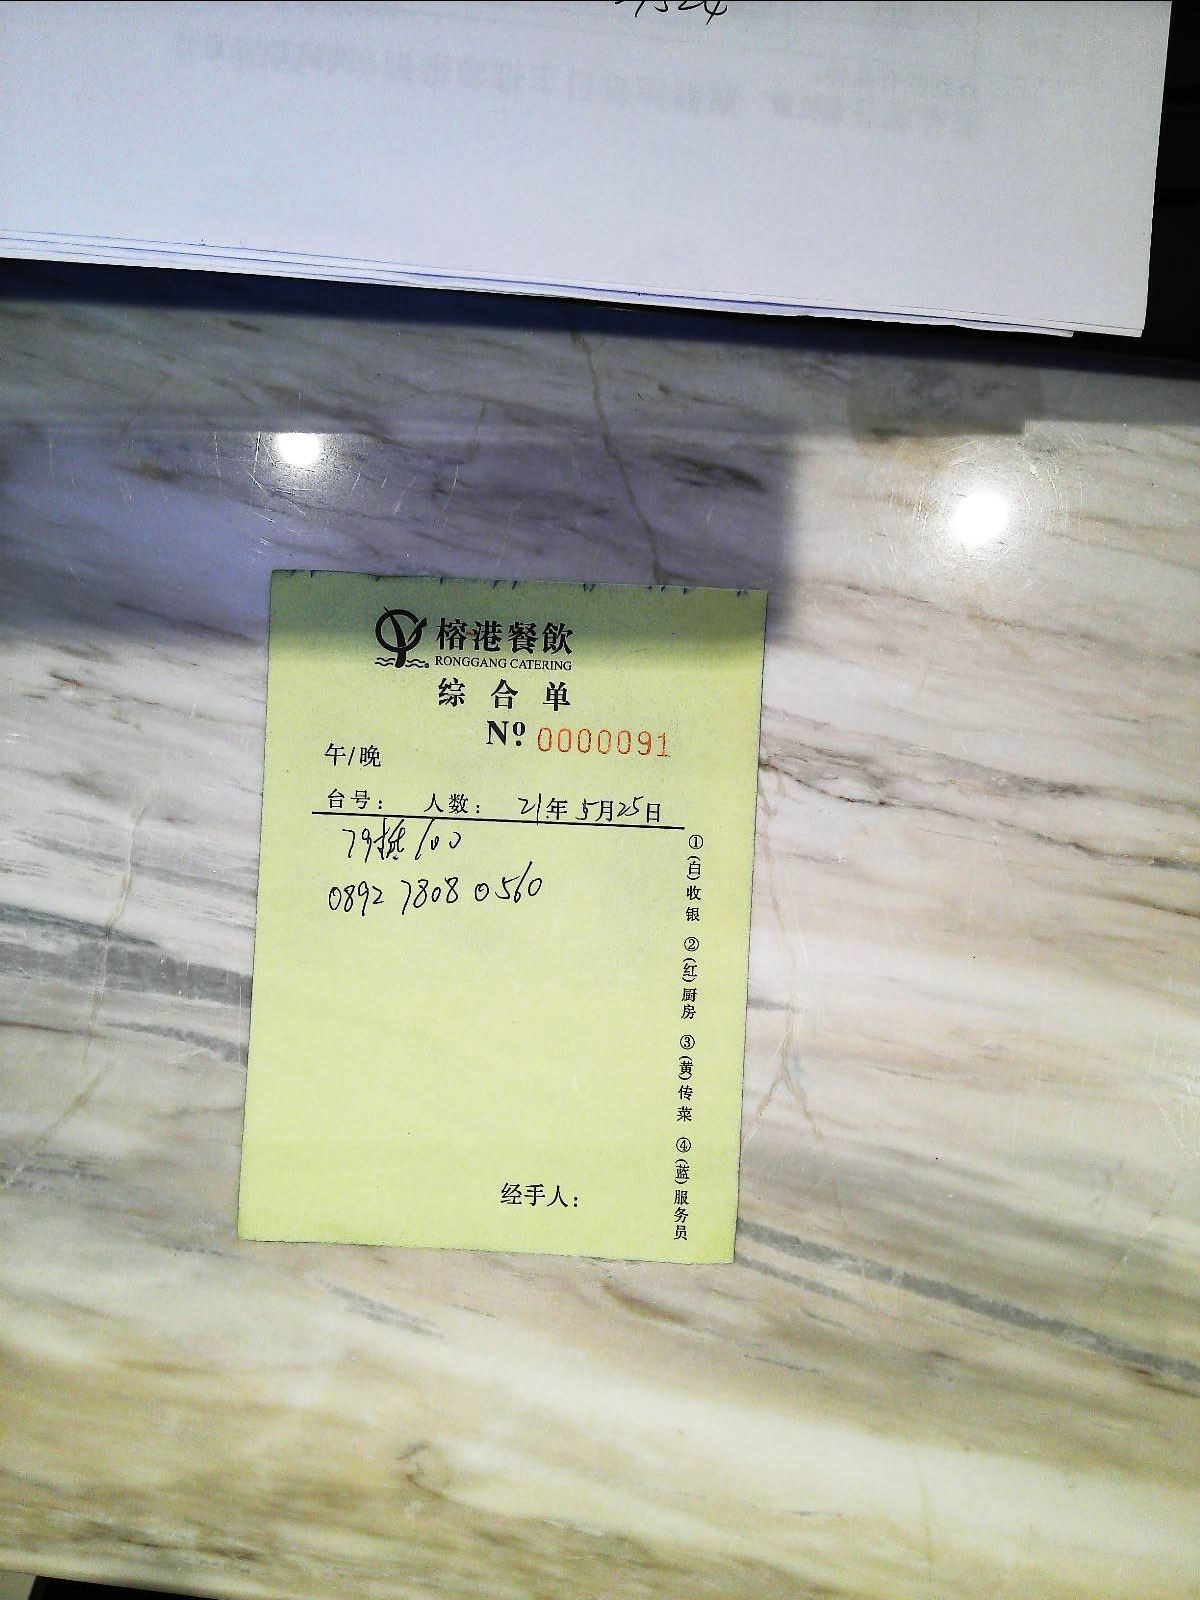 榕港餐飲
RONGGANG CATERING
综合单
Nº 0000091
午/晚
台号： 人数： 21年5月25日
79抵100
0892 7808 0560
①(白)收银 ②(红)厨房 ③(黄)传菜 ④(蓝)服务员
经手人：